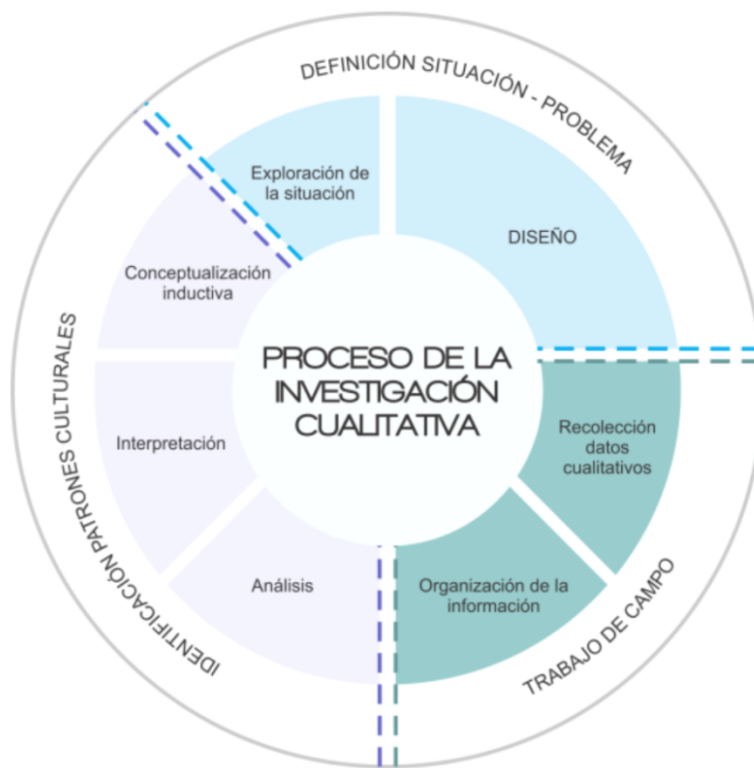 DEFINICIÓN SITUACIÓN - PROBLEMA
Exploración de
la situación
DISEÑO
Conceptualización
inductiva
PROCESO DE LA
INVESTIGACIÓN
CUALITATIVA
Recolección
datos
cualitativos
Interpretación
Análisis
Organización de la
información
IDENTIFICACIÓN PATRONES CULTURALES
TRABAJO DE CAMPO